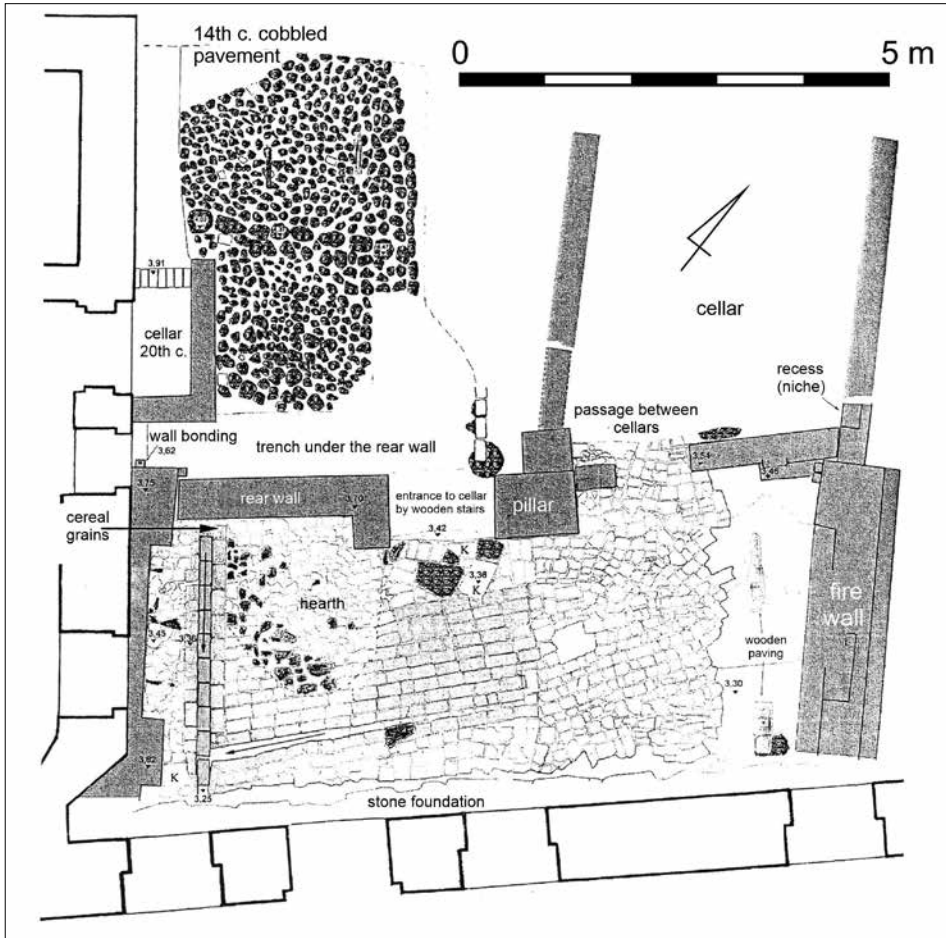 14th c. cobbled
pavement
0
5 m
cellar
3,91
cellar
20th c.
recess
(niche)
passage between
cellars
wall bonding
3,62
trench under the rear wall
3,54
3,45
3,75
rear wall
3,70
entrance to cellar
by wooden stairs
pillar
cereal
grains
3,42
K
3,38
K
hearth
fire
wall
3,45
3,36
wooden
paving
3,30
3,62
K
3,25
stone foundation